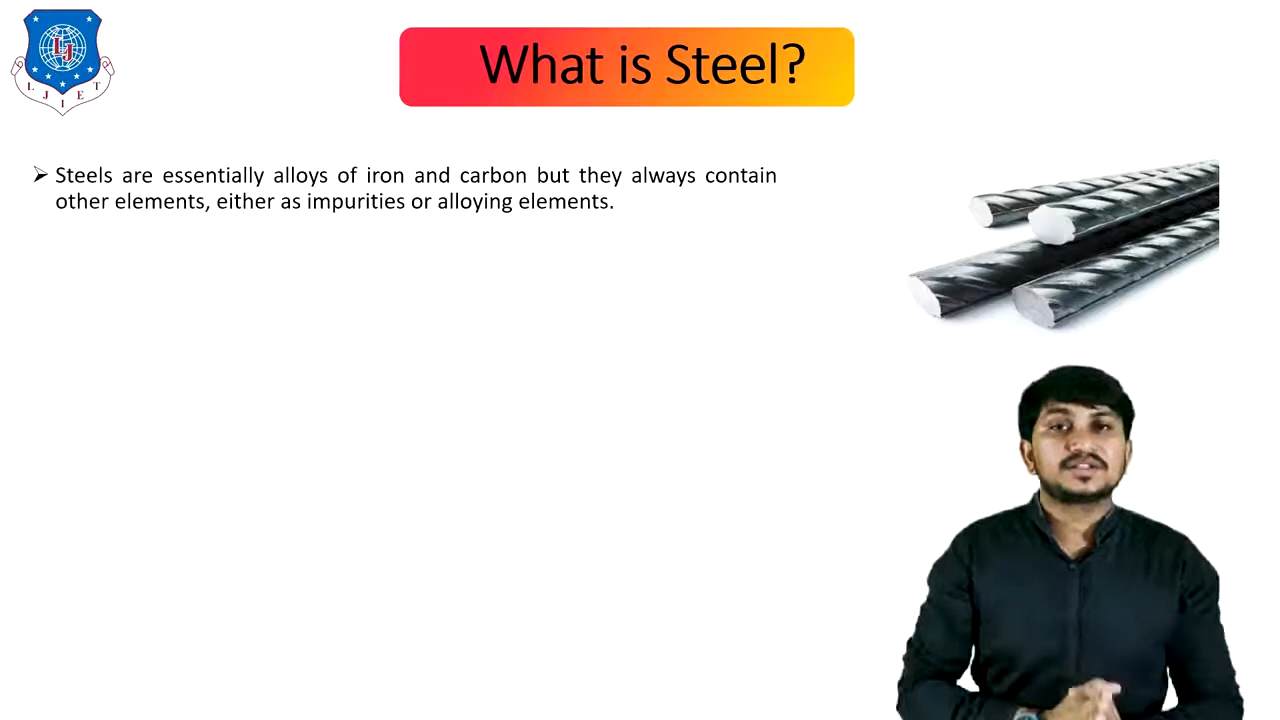 LJ
L J I E T
What is Steel?
➢ Steels are essentially alloys of iron and carbon but they always contain
other elements, either as impurities or alloying elements.